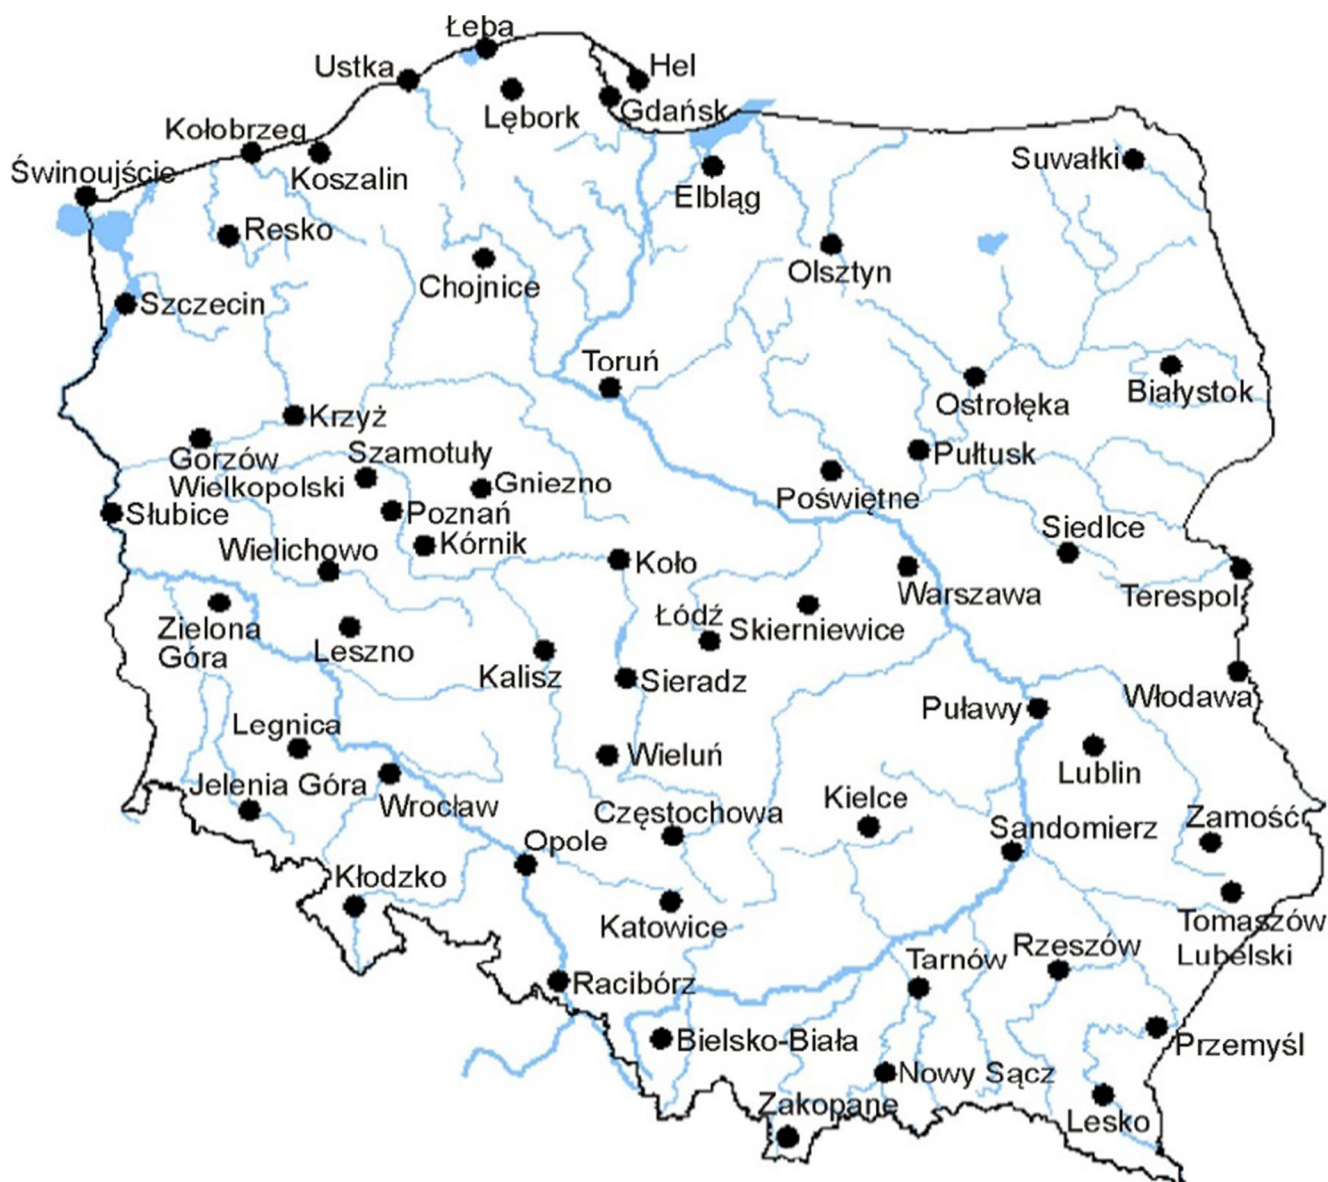 Łeba
Ustka
Hel
Lębork
Gdańsk
Kołobrzeg
Koszalin
Świnoujście
Suwałki
Elbląg
Resko
Chojnice
Olsztyn
Szczecin
Toruń
Białystok
Ostrołęka
Krzyż
Gorzów
Wielkopolski
Szamotuły
Gniezno
Pułtusk
Poświętne
Słubice
Poznań
Kórnik
Siedlce
Wielichowo
Koło
Warszawa
Terespol
Zielona
Góra
Leszno
Łódź
Skierniewice
Kalisz
Sieradz
Włodawa
Puławy
Legnica
Wieluń
Lublin
Jelenia Góra
Wrocław
Częstochowa
Kielce
Sandomierz
Zamość
Opole
Kłodzko
Katowice
Tomaszów
Lubelski
Tarnów
Rzeszów
Racibórz
Bielsko-Biała
Przemyśl
Nowy Sącz
Zakopane
Lesko